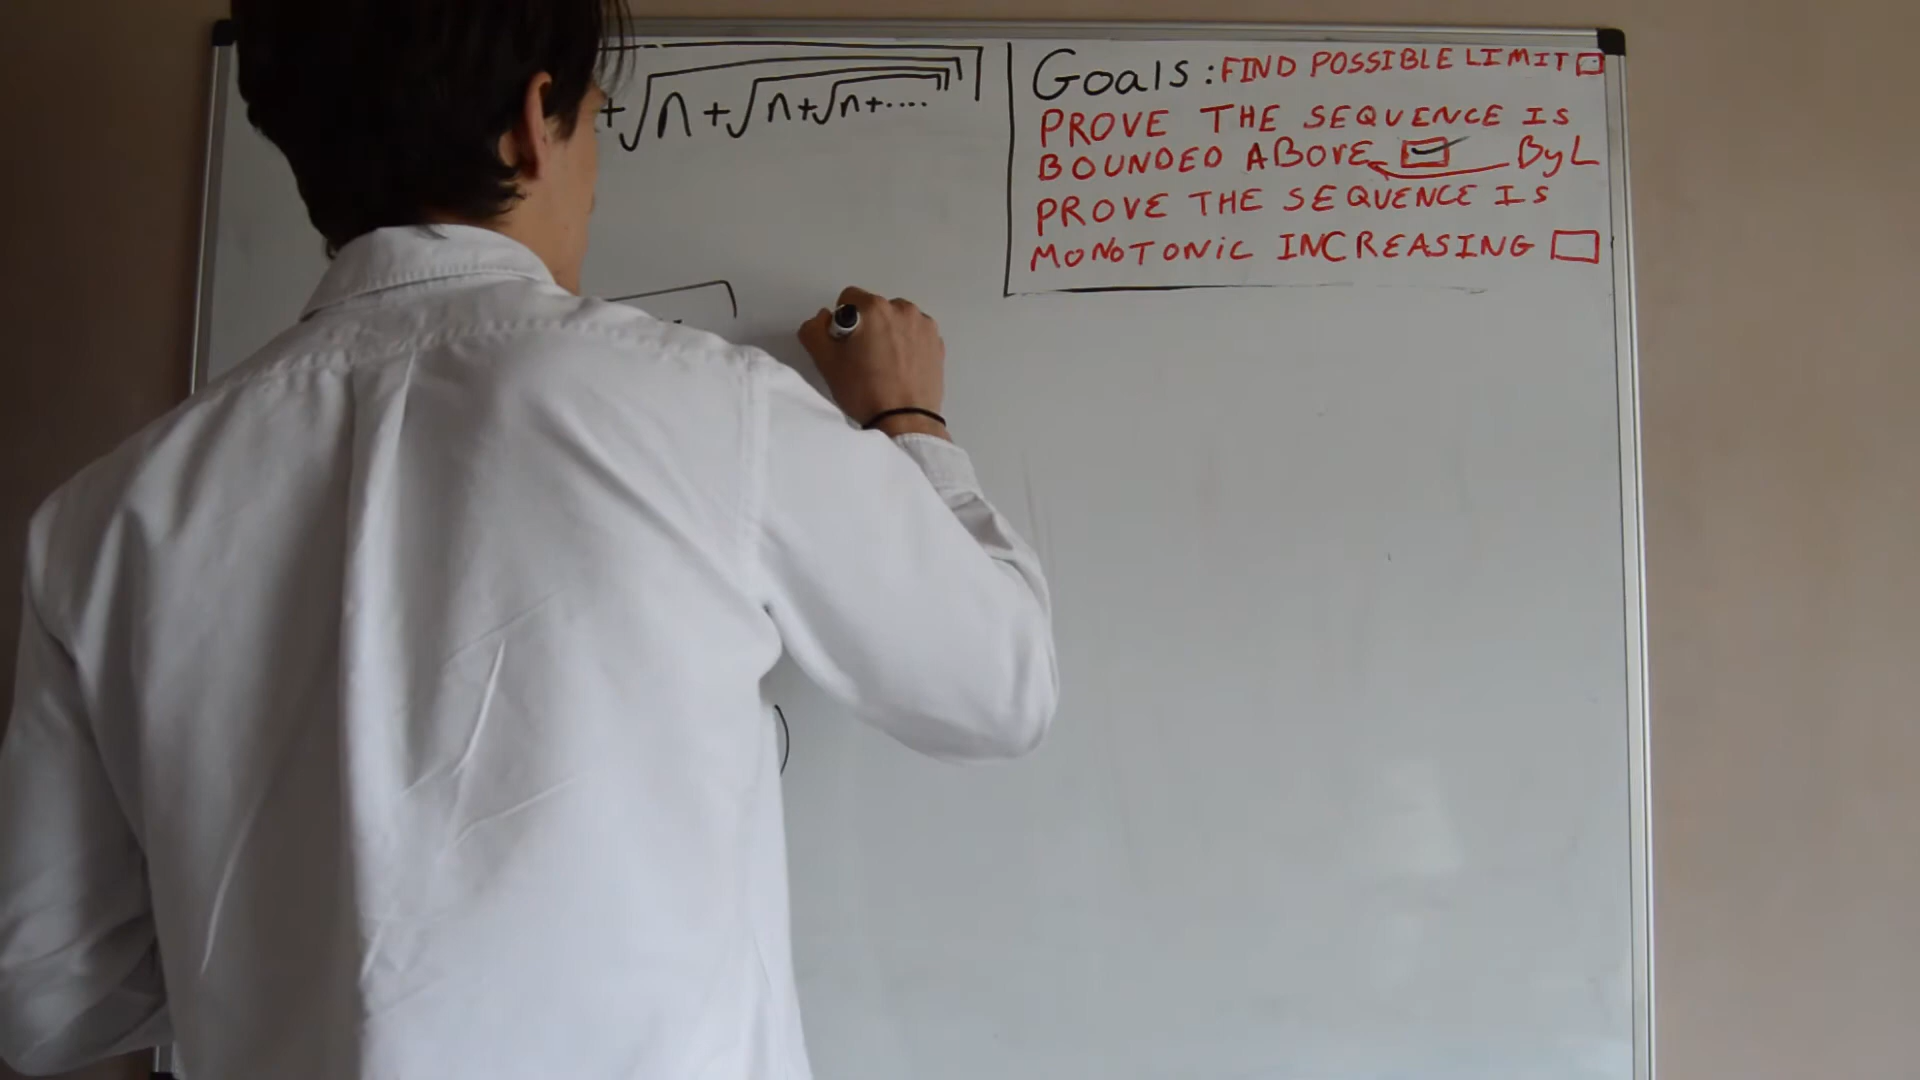 +√n+√n+√n+....
Goals: FIND POSSIBLE LIMIT
PROVE THE SEQUENCE IS
BOUNDED ABOVE By L
PROVE THE SEQUENCE IS
MONOTONIC INCREASING
)